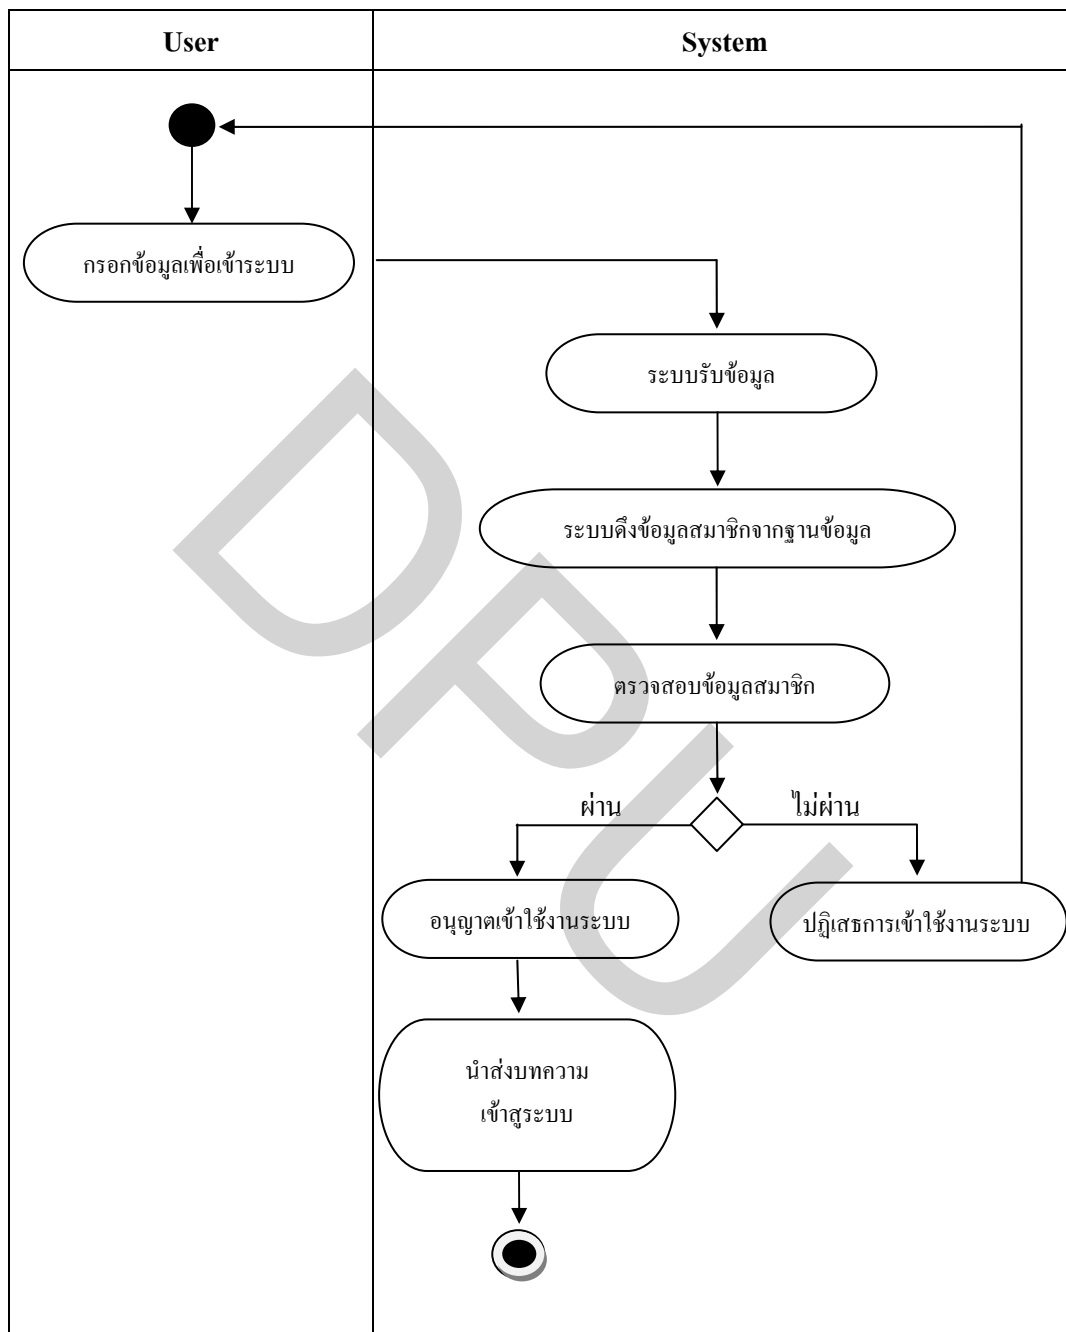 User
System
กรอกข้อมูลเพื่อเข้าระบบ
ระบบรับข้อมูล
ระบบดึงข้อมูลสมาชิกจากฐานข้อมูล
ตรวจสอบข้อมูลสมาชิก
ผ่าน
ไม่ผ่าน
อนุญาตเข้าใช้งานระบบ
ปฏิเสธการเข้าใช้งานระบบ
นำส่งบทความ
เข้าสูระบบ
DPU